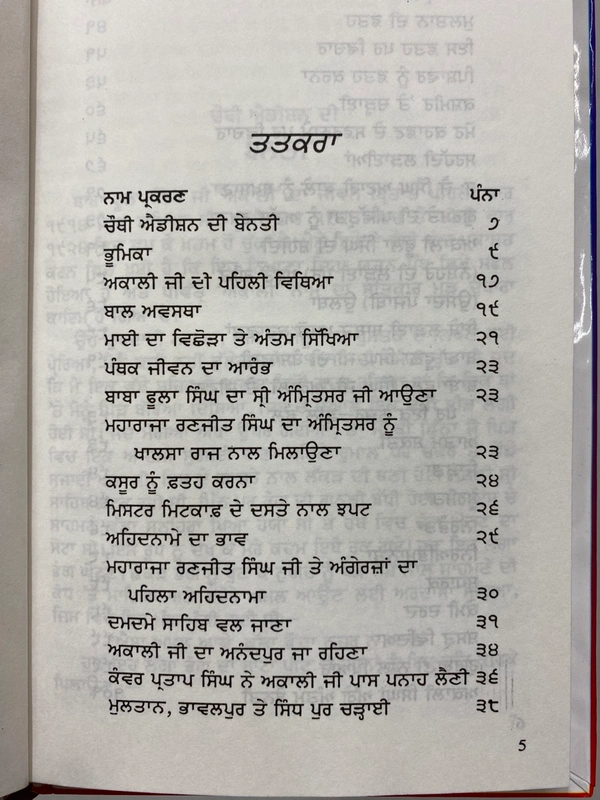 ਤਤਕਰਾ
ਨਾਮ ਪ੍ਰਕਰਣ ਪੰਨਾ
ਚੌਥੀ ਐਡੀਸ਼ਨ ਦੀ ਬੇਨਤੀ ੭
ਭੂਮਿਕਾ ੯
ਅਕਾਲੀ ਜੀ ਦੀ ਪਹਿਲੀ ਵਿਥਿਆ ੧੭
ਬਾਲ ਅਵਸਥਾ ੧੯
ਮਾਈ ਦਾ ਵਿਛੋੜਾ ਤੇ ਅੰਤਮ ਸਿੱਖਿਆ ੨੧
ਪੰਥਕ ਜੀਵਨ ਦਾ ਆਰੰਭ ੨੩
ਬਾਬਾ ਫੂਲਾ ਸਿੰਘ ਦਾ ਸ੍ਰੀ ਅੰਮ੍ਰਿਤਸਰ ਜੀ ਆਉਣਾ ੨੩
ਮਹਾਰਾਜਾ ਰਣਜੀਤ ਸਿੰਘ ਦਾ ਅੰਮ੍ਰਿਤਸਰ ਨੂੰ
ਖਾਲਸਾ ਰਾਜ ਨਾਲ ਮਿਲਾਉਣਾ ੨੩
ਕਸੂਰ ਨੂੰ ਫ਼ਤਹ ਕਰਨਾ ੨੪
ਮਿਸਟਰ ਮਿਟਕਾਫ਼ ਦੇ ਦਸਤੇ ਨਾਲ ਝਪਟ ੨੬
ਅਹਿਦਨਾਮੇ ਦਾ ਭਾਵ ੨੯
ਮਹਾਰਾਜਾ ਰਣਜੀਤ ਸਿੰਘ ਜੀ ਤੇ ਅੰਗੇਰਜ਼ਾਂ ਦਾ
ਪਹਿਲਾ ਅਹਿਦਨਾਮਾ ੩੦
ਦਮਦਮੇ ਸਾਹਿਬ ਵਲ ਜਾਣਾ ੩੧
ਅਕਾਲੀ ਜੀ ਦਾ ਅਨੰਦਪੁਰ ਜਾ ਰਹਿਣਾ ੩੪
ਕੰਵਰ ਪ੍ਰਤਾਪ ਸਿੰਘ ਨੇ ਅਕਾਲੀ ਜੀ ਪਾਸ ਪਨਾਹ ਲੈਣੀ ੩੬
ਮੁਲਤਾਨ, ਭਾਵਲਪੁਰ ਤੇ ਸਿੰਧ ਪੁਰ ਚੜ੍ਹਾਈ ੩੮
5